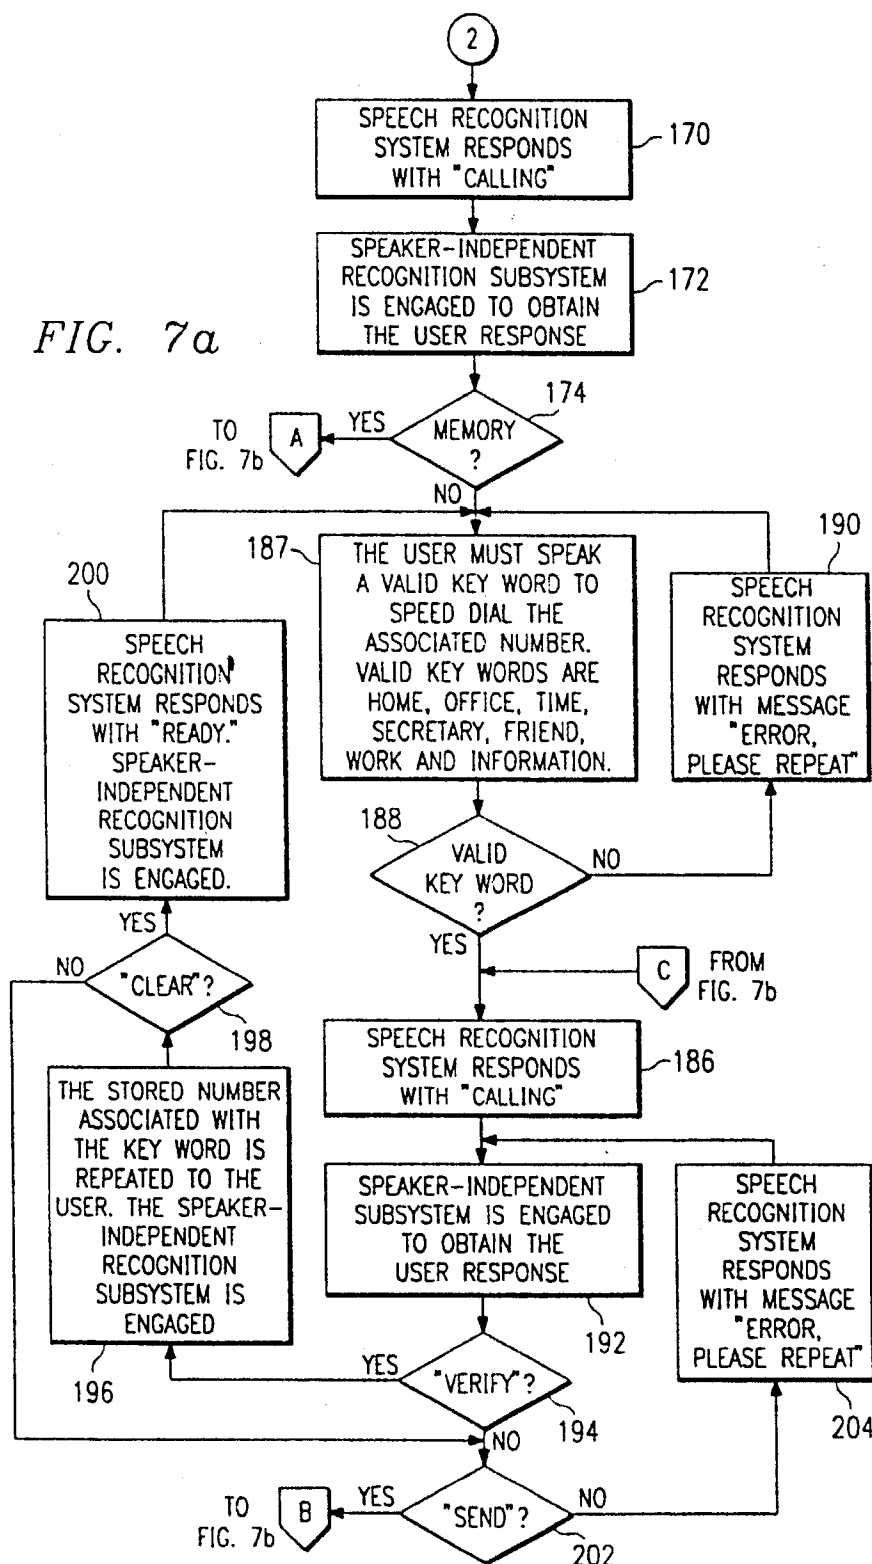 2
SPEECH RECOGNITION
SYSTEM RESPONDS
WITH "CALLING"
170
SPEAKER-INDEPENDENT
RECOGNITION SUBSYSTEM
IS ENGAGED TO OBTAIN
THE USER RESPONSE
172
FIG. 7a
174
MEMORY
?
YES
A
TO
FIG. 7b
NO
187
THE USER MUST SPEAK
A VALID KEY WORD TO
SPEED DIAL THE
ASSOCIATED NUMBER.
VALID KEY WORDS ARE
HOME, OFFICE, TIME,
SECRETARY, FRIEND,
WORK AND INFORMATION.
190
SPEECH
RECOGNITION
SYSTEM
RESPONDS
WITH MESSAGE
"ERROR,
PLEASE REPEAT"
200
SPEECH
RECOGNITION
SYSTEM RESPONDS
WITH "READY."
SPEAKER-
INDEPENDENT
RECOGNITION
SUBSYSTEM
IS ENGAGED.
188
VALID
KEY WORD
?
NO
YES
C
FROM
FIG. 7b
YES
NO
"CLEAR"?
198
SPEECH RECOGNITION
SYSTEM RESPONDS
WITH "CALLING"
186
THE STORED NUMBER
ASSOCIATED WITH
THE KEY WORD IS
REPEATED TO THE
USER. THE SPEAKER-
INDEPENDENT
RECOGNITION
SUBSYSTEM IS
ENGAGED
196
SPEAKER-INDEPENDENT
SUBSYSTEM IS ENGAGED
TO OBTAIN THE
USER RESPONSE
192
SPEECH
RECOGNITION
SYSTEM
RESPONDS
WITH MESSAGE
"ERROR,
PLEASE REPEAT"
204
YES
"VERIFY"?
194
NO
TO
FIG. 7b
B
YES
"SEND"?
NO
202